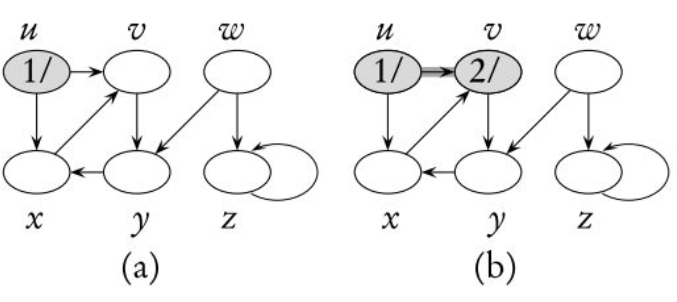 u v w u v w
1/ 1/ 2/
x y z x y z
(a) (b)